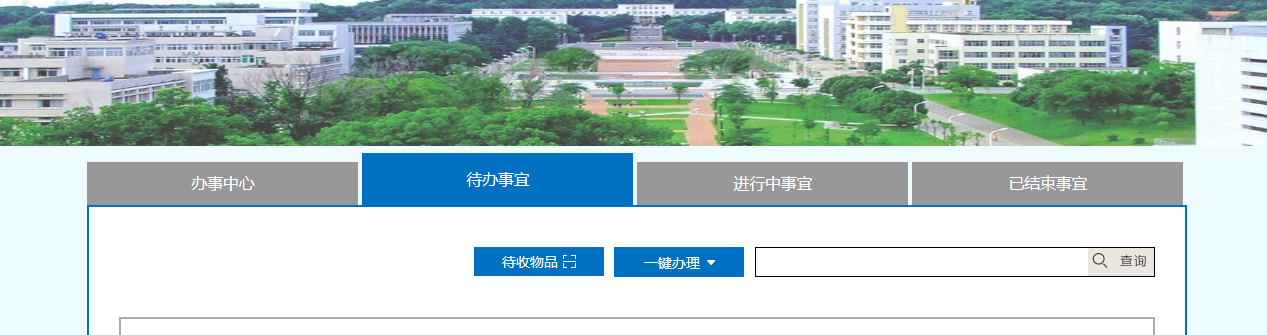 办事中心
待办事宜
进行中事宜
已结束事宜
待收物品
一键办理
查询